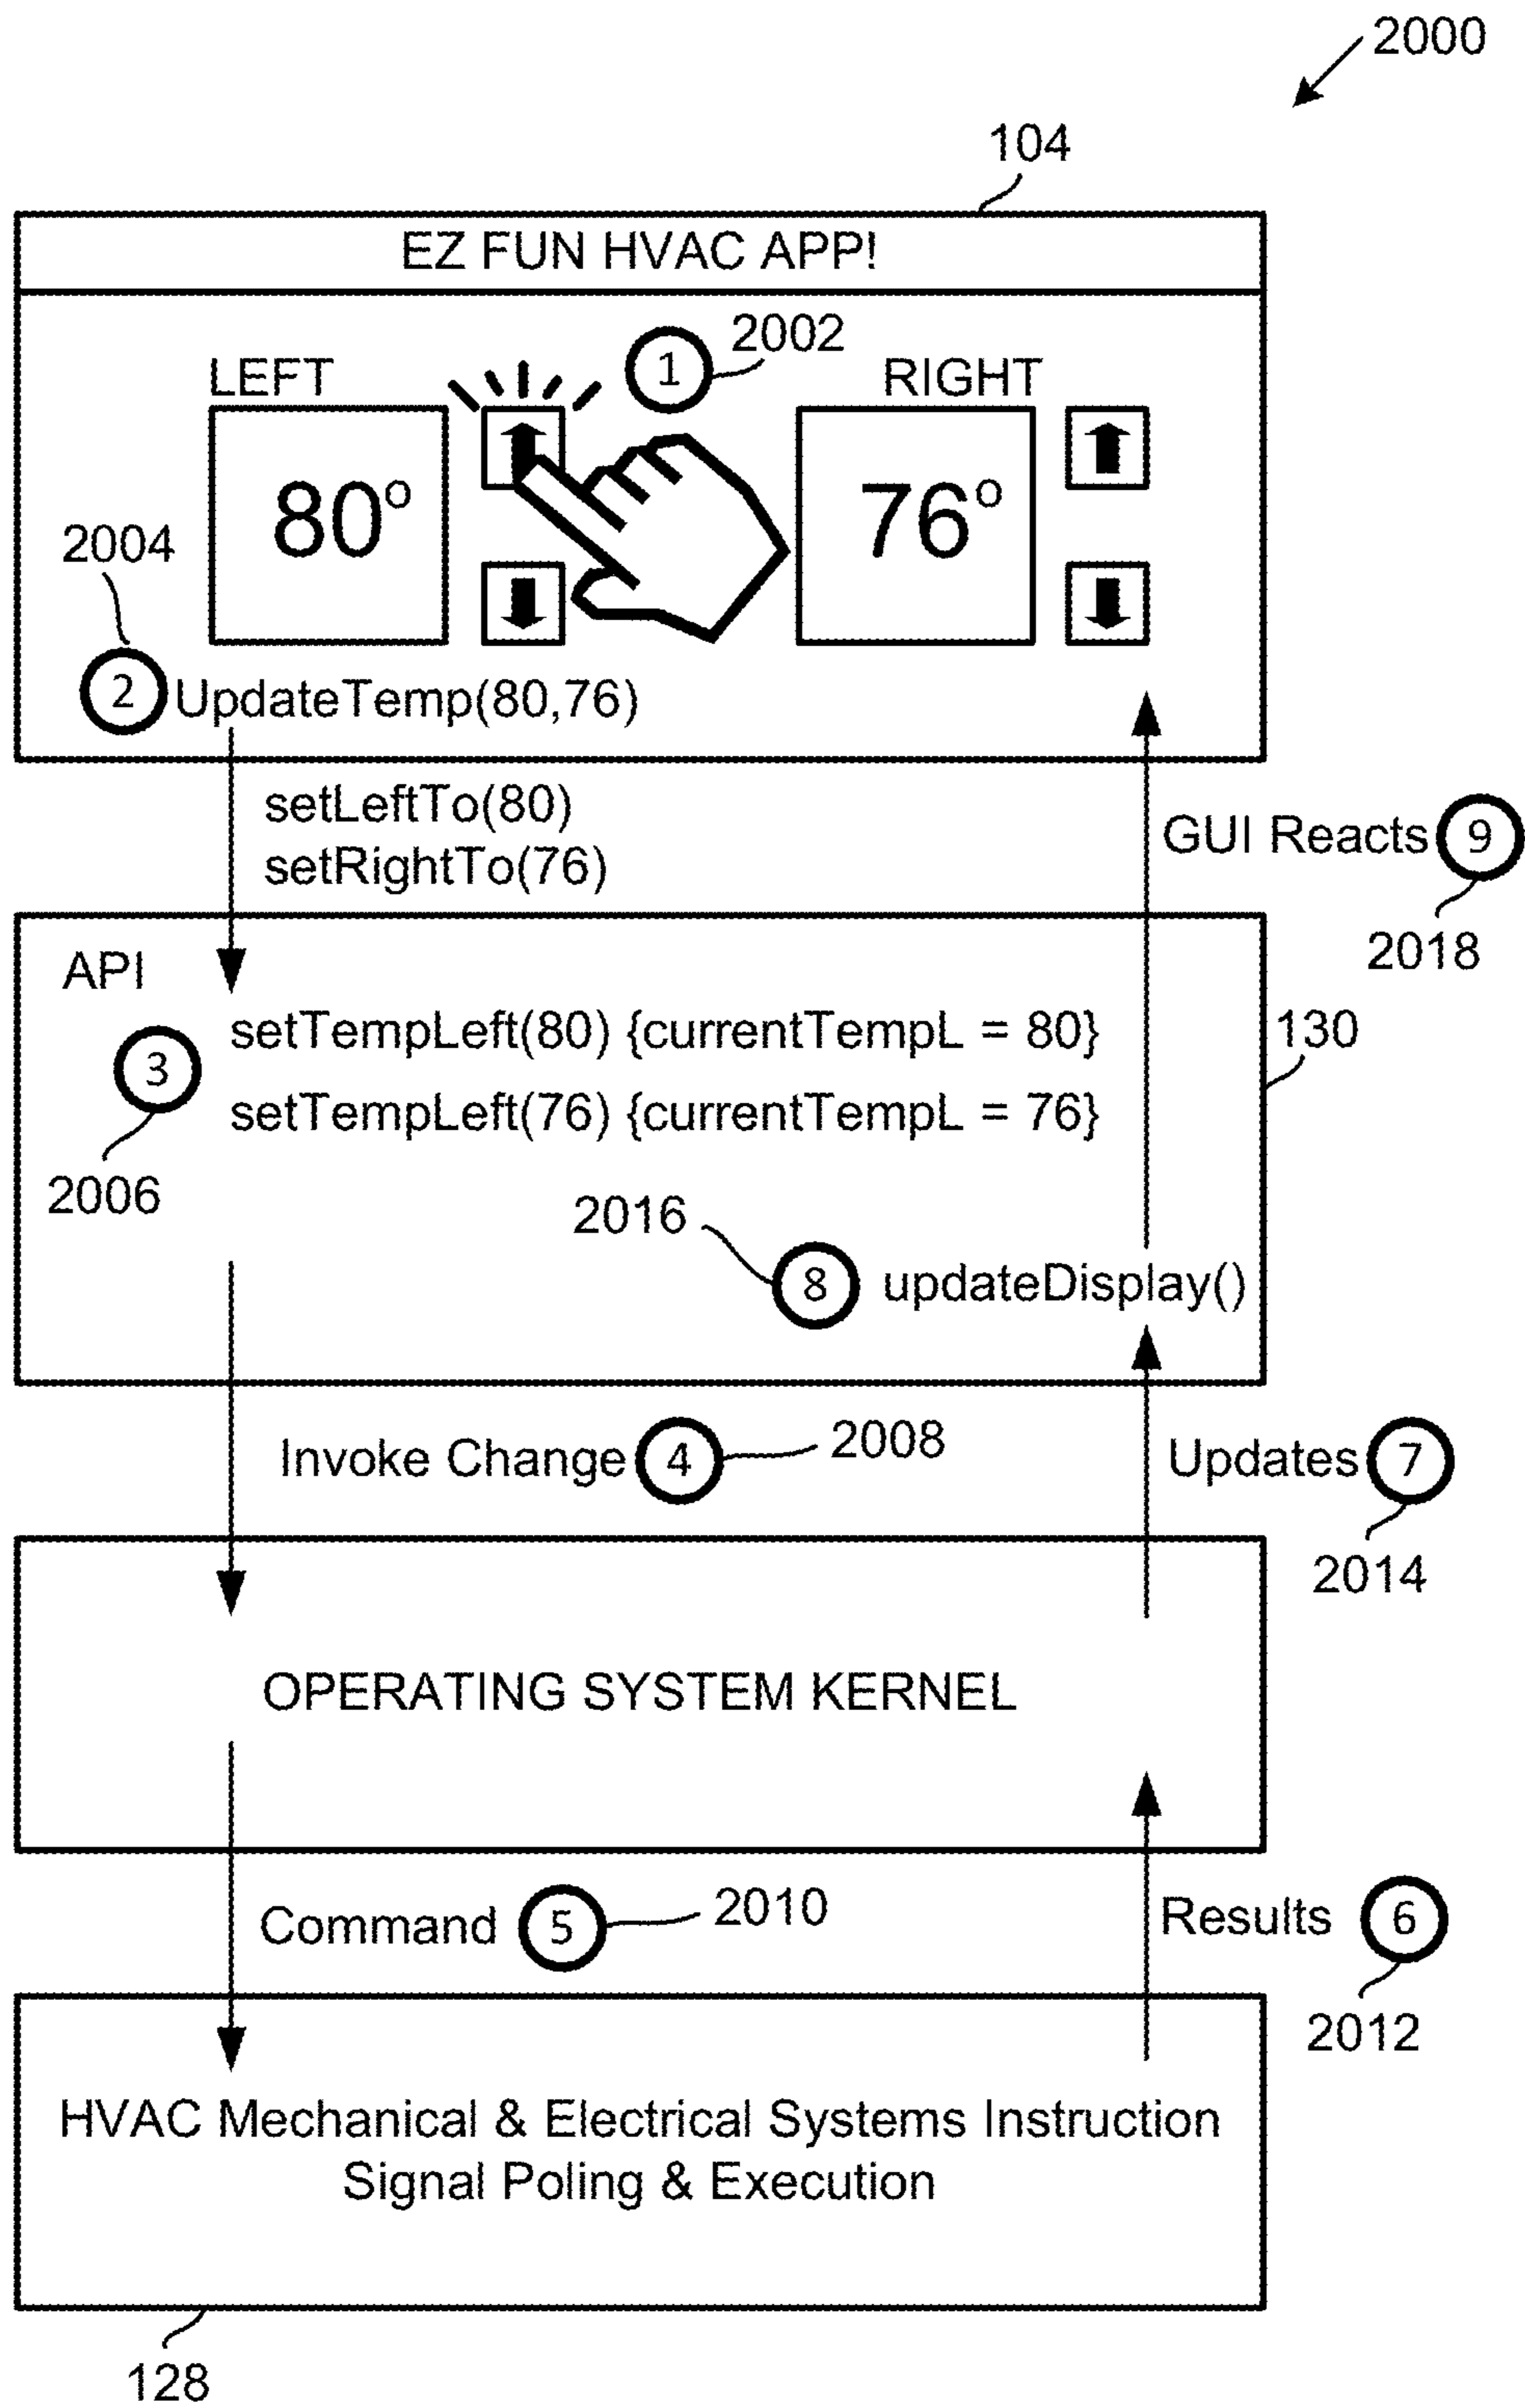 2000
104
EZ FUN HVAC APP!
1 2002
LEFT RIGHT
80° 76°
2004
2 UpdateTemp(80,76)
setLeftTo(80)
setRightTo(76)
GUI Reacts 9
2018
API
130
3 setTempLeft(80) {currentTempL = 80}
setTempLeft(76) {currentTempL = 76}
2006
2016
8 updateDisplay()
Invoke Change 4 2008
Updates 7
2014
OPERATING SYSTEM KERNEL
Command 5 2010
Results 6
2012
HVAC Mechanical & Electrical Systems Instruction
Signal Poling & Execution
128